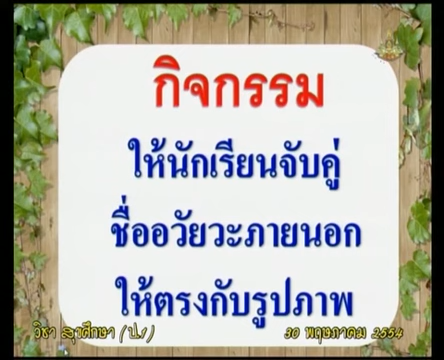 กิจกรรม
ให้นักเรียนจับคู่
ชื่ออวัยวะภายนอก
ให้ตรงกับรูปภาพ
วิชา สุขศึกษา (ป.1) 30 พฤษภาคม 2554